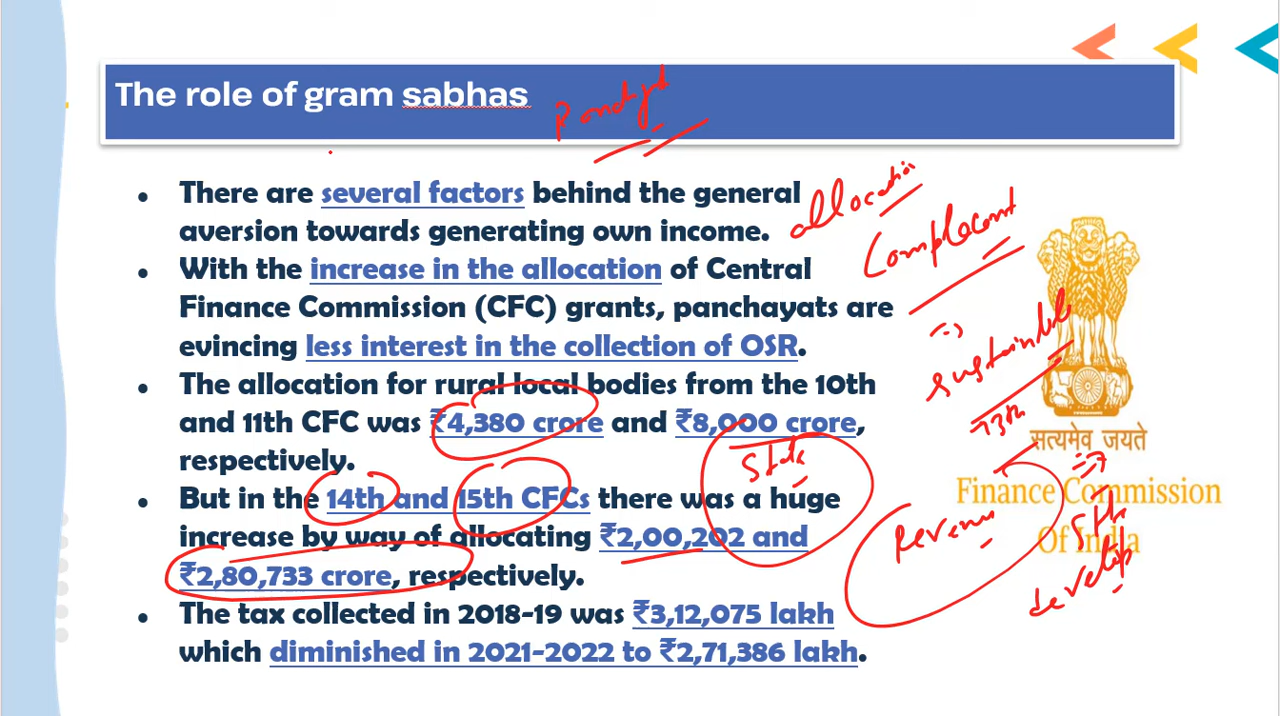 The role of gram sabhas
There are several factors behind the general
aversion towards generating own income.
With the increase in the allocation of Central
Finance Commission (CFC) grants, panchayats are
evincing less interest in the collection of OSR.
The allocation for rural local bodies from the 10th
and 11th CFC was ₹4,380 crore and ₹8,000 crore,
respectively.
But in the 14th and 15th CFCs there was a huge
increase by way of allocating ₹2,00,202 and
₹2,80,733 crore, respectively.
The tax collected in 2018-19 was ₹3,12,075 lakh
which diminished in 2021-2022 to ₹2,71,386 lakh.
allocation
Complacent
sustainable
State
Revenue
develop
सत्यमेव जयते
Finance Commission
Of India